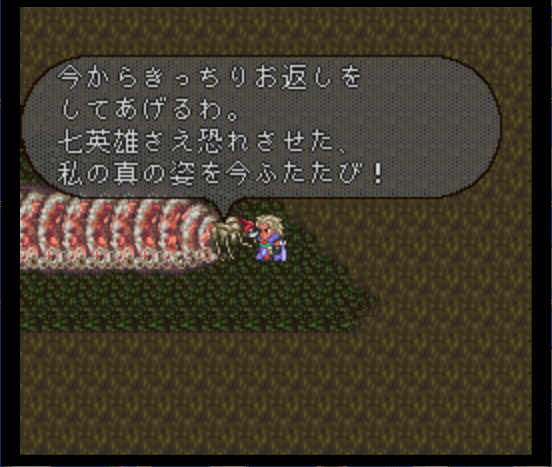 今からきっちりお返しを
してあげるわ。
七英雄さえ恐れさせた、
私の真の姿を今ふたたび！